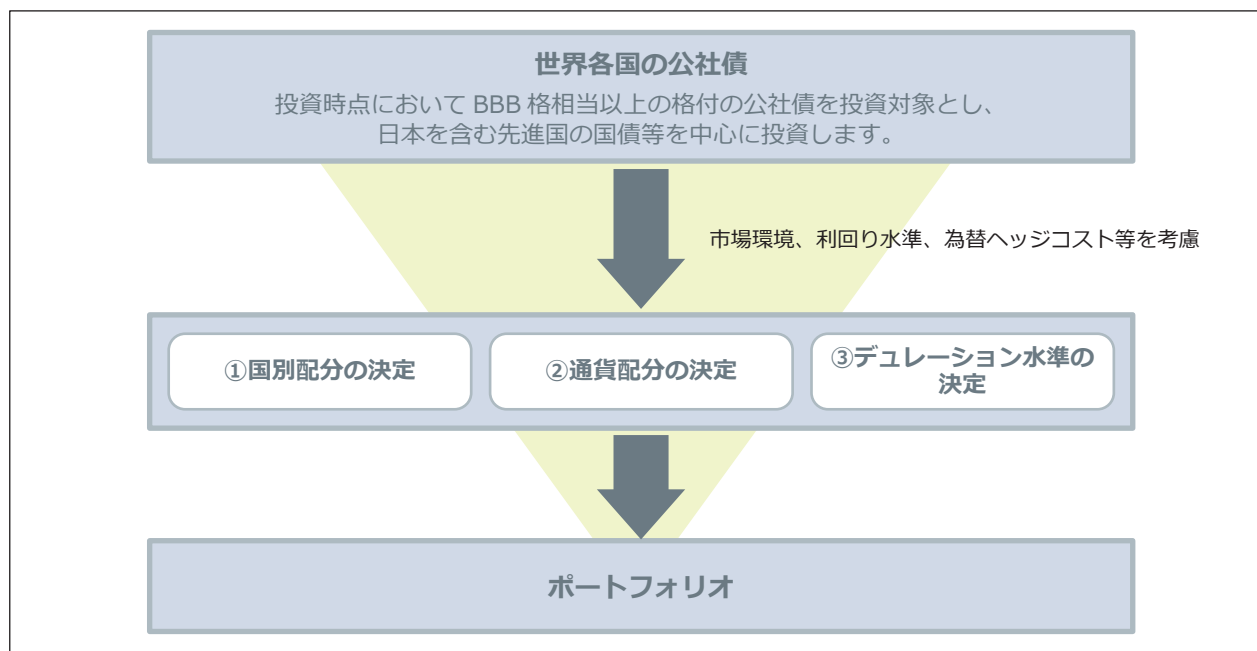 世界各国の公社債
投資時点において BBB 格相当以上の格付の公社債を投資対象とし、
日本を含む先進国の国債等を中心に投資します。
市場環境、利回り水準、為替ヘッジコスト等を考慮
①国別配分の決定
②通貨配分の決定
③デュレーション水準の
決定
ポートフォリオ